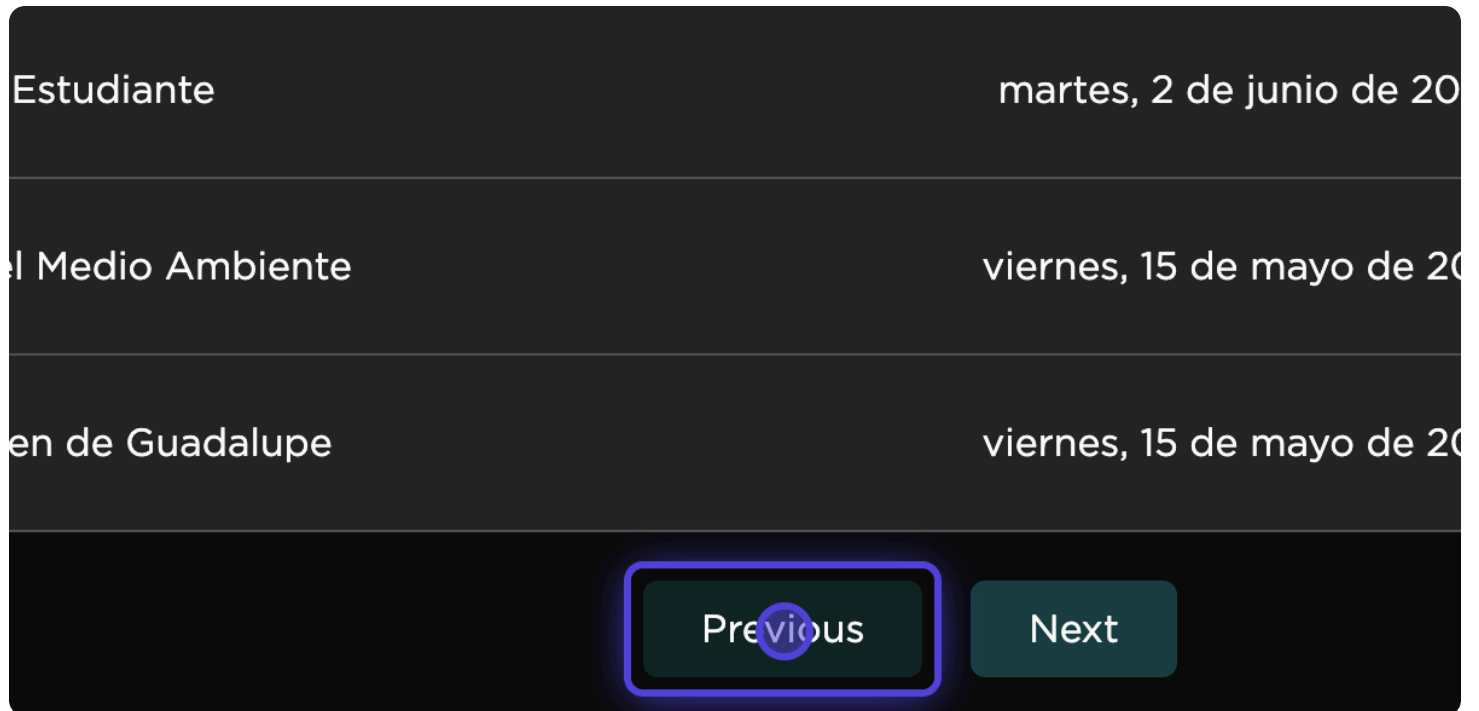 Estudiante martes, 2 de junio de 20
el Medio Ambiente viernes, 15 de mayo de 20
en de Guadalupe viernes, 15 de mayo de 20
Previous Next